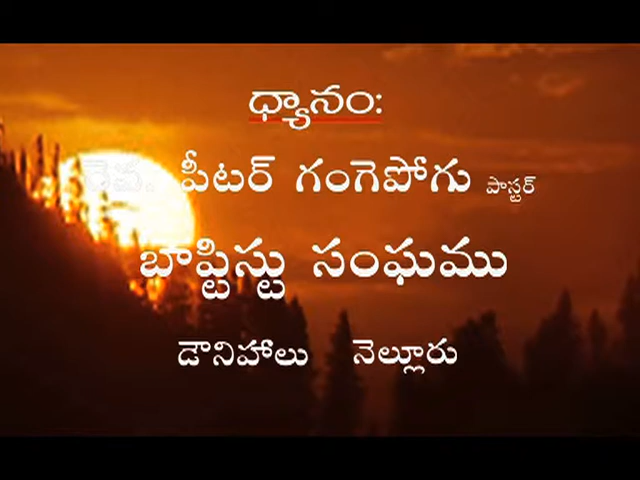 ధ్యానం:
రెవ. పీటర్ గంగెపోగు పాస్టర్
బాప్టిస్టు సంఘము
డౌనిహాలు నెల్లూరు